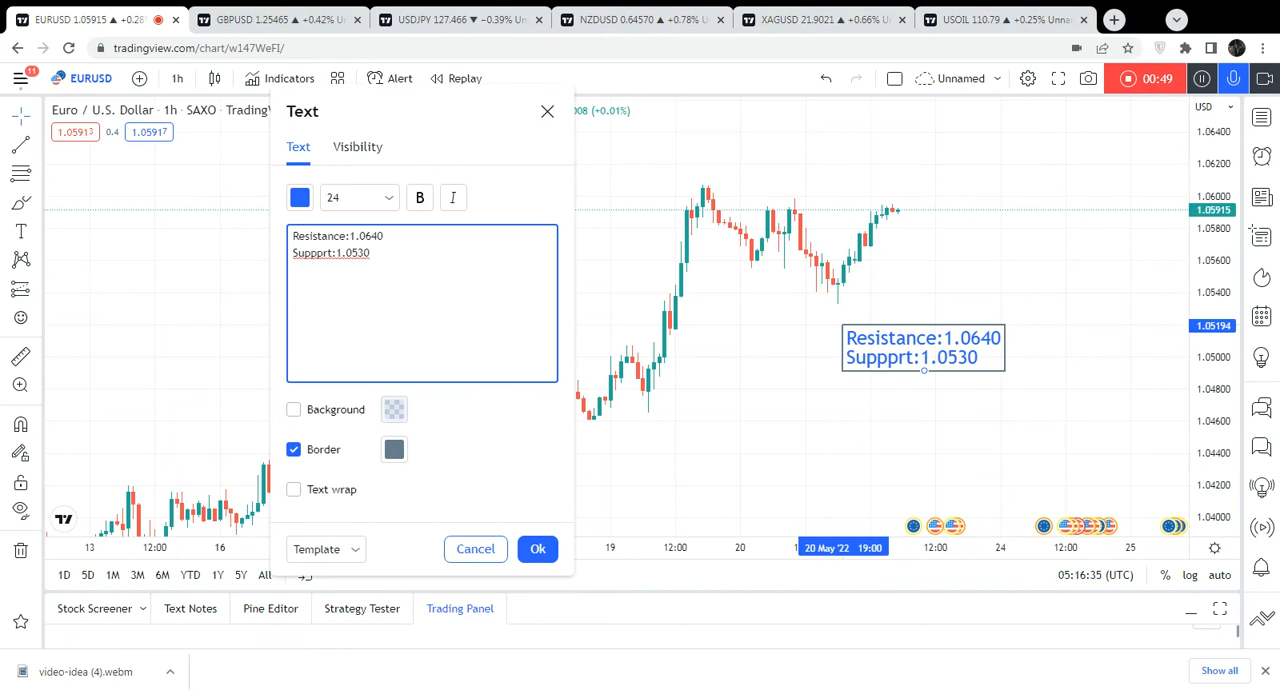 EURUSD 1.05915 ▲ +0.28
GBPUSD 1.25465 ▲ +0.42% Un
USDJPY 127.466 ▼ −0.39% Unn
NZDUSD 0.64570 ▲ +0.78% Un
XAGUSD 21.9021 ▲ +0.66% Un
USOIL 110.79 ▲ +0.25% Unna
tradingview.com/chart/w147WeFI/
11
EURUSD
1h
Indicators
Alert
Replay
Unnamed
00:49
Euro / U.S. Dollar · 1h · SAXO · Trading
008 (+0.01%)
USD
1.05913
0.4
1.05917
Text
Text
Visibility
24
B
I
Resistance:1.0640
Suppprt:1.0530
Background
Border
Text wrap
Template
Cancel
Ok
Resistance:1.0640
Suppprt:1.0530
1.06400
1.06200
1.06000
1.05915
1.05800
1.05600
1.05400
1.05194
1.05000
1.04800
1.04600
1.04400
1.04200
1.04000
13
12:00
16
19
12:00
20
20 May '22
19:00
12:00
24
12:00
25
1D
5D
1M
3M
6M
YTD
1Y
5Y
All
05:16:35 (UTC)
%
log
auto
Stock Screener
Text Notes
Pine Editor
Strategy Tester
Trading Panel
video-idea (4).webm
Show all